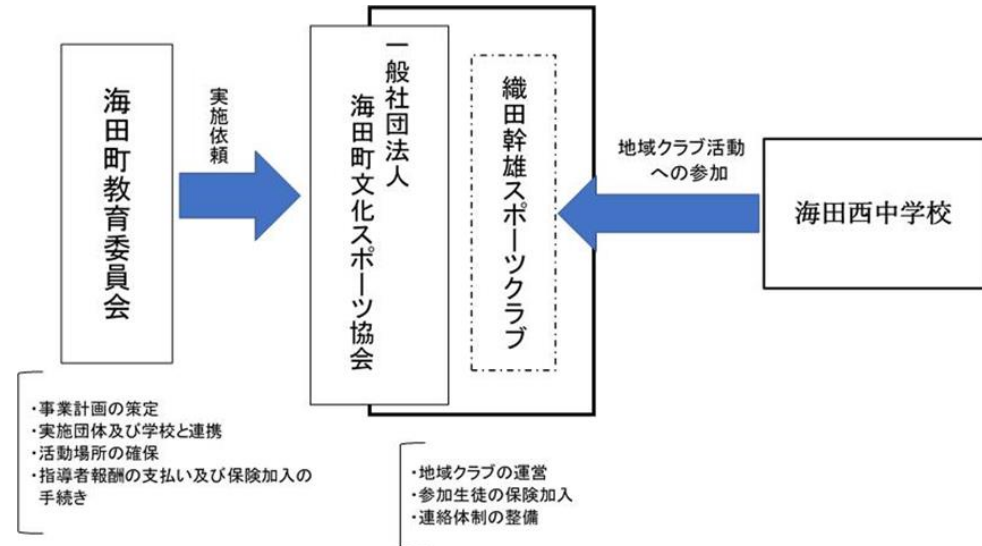 海田町教育委員会
実施依頼
一般社団法人
海田町文化スポーツ協会
織田幹雄スポーツクラブ
地域クラブ活動
への参加
海田西中学校
・事業計画の策定
・実施団体及び学校と連携
・活動場所の確保
・指導者報酬の支払い及び保険加入の
手続き
・地域クラブの運営
・参加生徒の保険加入
・連絡体制の整備